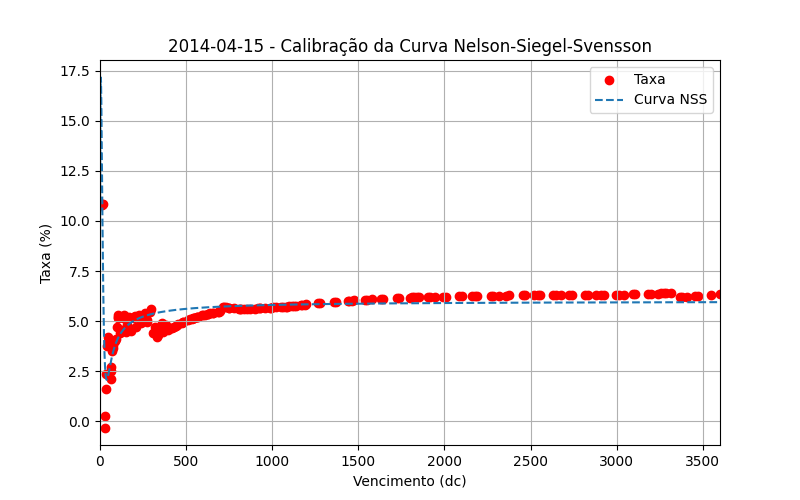 2014-04-15 - Calibração da Curva Nelson-Siegel-Svensson
Taxa
Curva NSS
Taxa (%)
17.5
15.0
12.5
10.0
7.5
5.0
2.5
0.0
0 500 1000 1500 2000 2500 3000 3500
Vencimento (dc)